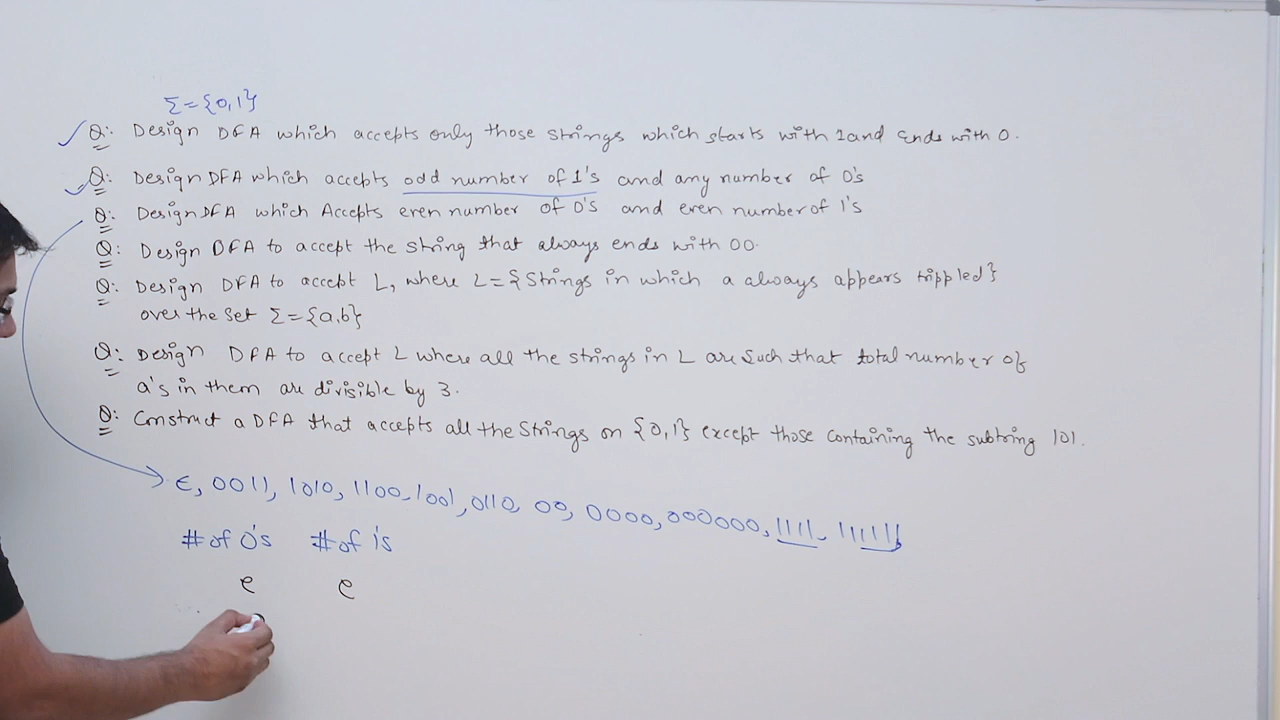 Σ={0,1}
Q: Design DFA which accepts only those strings which starts with 1 and Ends with 0.
Q: Design DFA which accepts odd number of 1's and any number of 0's
Q: Design DFA which Accepts even number of 0's and even number of 1's
Q: Design DFA to accept the string that always ends with 00.
Q: Design DFA to accept L, where L={Strings in which a always appears trippled}
over the set Σ={a,b}
Q: Design DFA to accept L where all the strings in L are such that total number of
a's in them are divisible by 3.
Q: Construct a DFA that accepts all the Strings on {0,1} except those containing the substring 101.
ϵ, 0011, 1010, 1100, 1001, 0110, 00, 0000, 000000, 1111, 111111
# of 0's # of 1's
e e